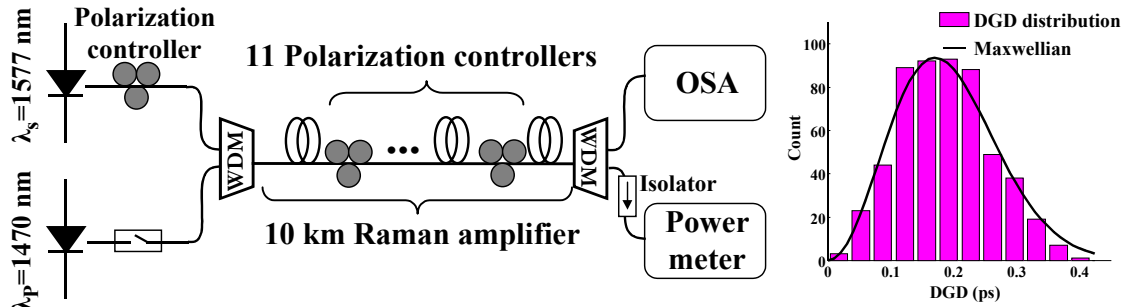 λs=1577 nm
Polarization
controller
11 Polarization controllers
•••
WDM
WDM
OSA
Isolator
Power
meter
10 km Raman amplifier
λP=1470 nm
DGD distribution
Maxwellian
Count
100
80
60
40
20
0
0 0.1 0.2 0.3 0.4
DGD (ps)